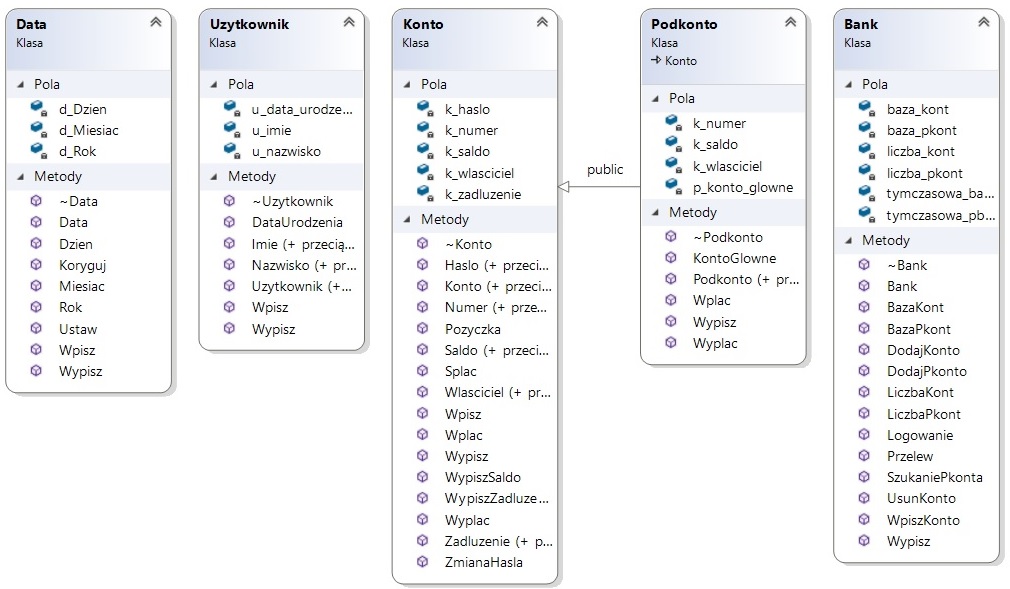 Data
Klasa
Pola
d_Dzien
d_Miesiac
d_Rok
Metody
~Data
Data
Dzien
Koryguj
Miesiac
Rok
Ustaw
Wpisz
Wypisz
Uzytkownik
Klasa
Pola
u_data_urodze...
u_imie
u_nazwisko
Metody
~Uzytkownik
DataUrodzenia
Imie (+ przecią...
Nazwisko (+ pr...
Uzytkownik (+...
Wpisz
Wypisz
Konto
Klasa
Pola
k_haslo
k_numer
k_saldo
k_wlasciciel
k_zadluzenie
Metody
~Konto
Haslo (+ przeci...
Konto (+ przeci...
Numer (+ prze...
Pozyczka
Saldo (+ przeci...
Splac
Wlasciciel (+ pr...
Wpisz
Wplac
Wypisz
WypiszSaldo
WypiszZadluze...
Wyplac
Zadluzenie (+ p...
ZmianaHasla
public
Podkonto
Klasa
Konto
Pola
k_numer
k_saldo
k_wlasciciel
p_konto_glowne
Metody
~Podkonto
KontoGlowne
Podkonto (+ pr...
Wplac
Wypisz
Wyplac
Bank
Klasa
Pola
baza_kont
baza_pkont
liczba_kont
liczba_pkont
tymczasowa_ba...
tymczasowa_pb...
Metody
~Bank
Bank
BazaKont
BazaPkont
DodajKonto
DodajPkonto
LiczbaKont
LiczbaPkont
Logowanie
Przelew
SzukaniePkonta
UsunKonto
WpiszKonto
Wypisz